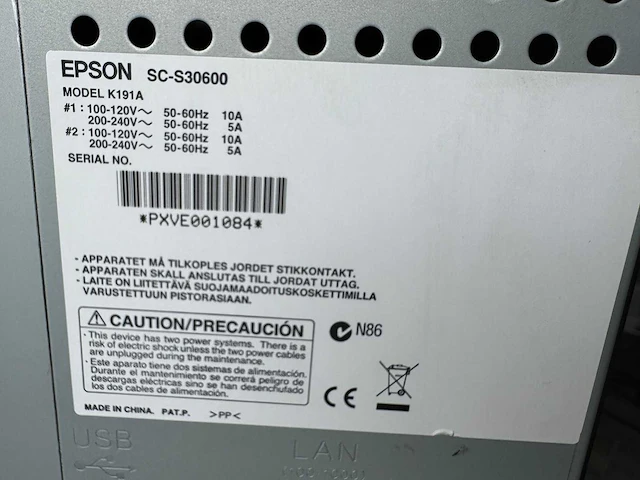 EPSON SC-S30600
MODEL K191A
#1 : 100-120V～ 50-60Hz 10A
200-240V～ 50-60Hz 5A
#2 : 100-120V～ 50-60Hz 10A
200-240V～ 50-60Hz 5A
SERIAL NO.
*PXVE001084*
- APPARATET MÅ TILKOPLES JORDET STIKKONTAKT.
- APPARATEN SKALL ANSLUTAS TILL JORDAT UTTAG.
- LAITE ON LIITETTÄVÄ SUOJAMAADOITUSKOSKETTIMILLA
VARUSTETTUUN PISTORASIAAN.
CAUTION/PRECAUCIÓN
· This device has two power systems. There is a
risk of electric shock unless the two power cables
are unplugged during the maintenance.
· Este aparato tiene dos sistemas de alimentación.
Durante el mantenimiento se correrá peligro de
descargas eléctricas sino se han desenchufado
los dos cables de alimentación.
N86
CE
MADE IN CHINA. PAT.P. >PP<
USB
LAN